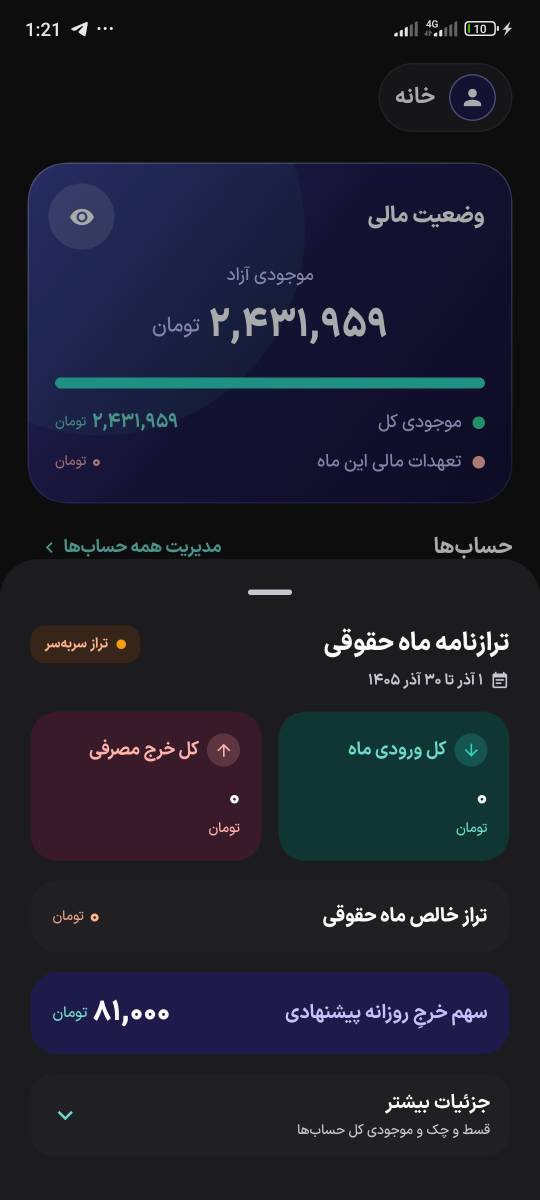 1:21
4G
10
خانه
وضعیت مالی
موجودی آزاد
۲,۴۳۱,۹۵۹ تومان
موجودی کل
۲,۴۳۱,۹۵۹ تومان
تعهدات مالی این ماه
۰ تومان
حساب‌ها
مدیریت همه حساب‌ها
ترازنامه ماه حقوقی
تراز سربه‌سر
۱ آذر تا ۳۰ آذر ۱۴۰۵
کل ورودی ماه
۰
تومان
کل خرج مصرفی
۰
تومان
تراز خالص ماه حقوقی
۰ تومان
سهم خرجِ روزانه پیشنهادی
۸۱,۰۰۰ تومان
جزئیات بیشتر
قسط و چک و موجودی کل حساب‌ها